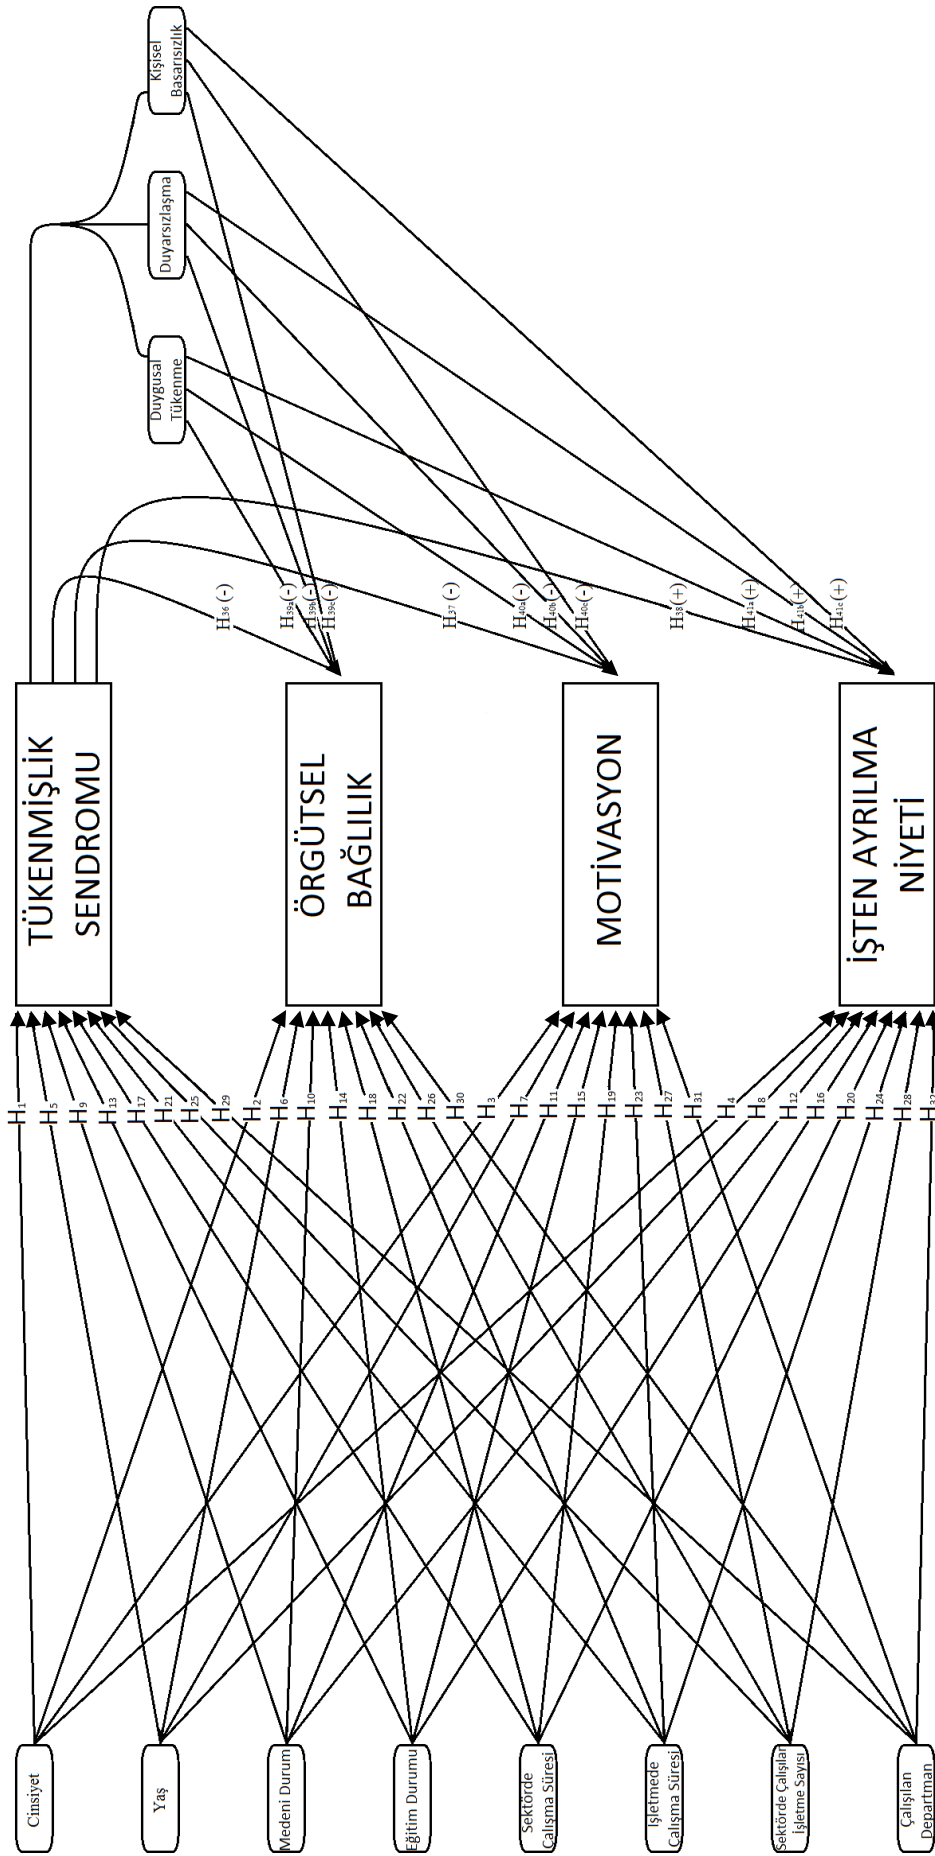 Cinsiyet
Yaş
Medeni Durum
Eğitim Durumu
Sektörde
Çalışma Süresi
İşletmede
Çalışma Süresi
Sektörde Çalışılan
İşletme Sayısı
Çalışılan
Departman
H1
H5
H9
H13
H17
H21
H25
H29
H2
H6
H10
H14
H18
H22
H26
H30
H3
H7
H11
H15
H19
H23
H27
H31
H4
H8
H12
H16
H20
H24
H28
H32
TÜKENMİŞLİK
SENDROMU
ÖRGÜTSEL
BAĞLILIK
MOTİVASYON
İŞTEN AYRILMA
NİYETİ
H36 (-)
H39a(-)
H39b(-)
H39c(-)
H37 (-)
H40a(-)
H40b(-)
H40c(-)
H38(+)
H41a(+)
H41b(+)
H41c(+)
Duygusal
Tükenme
Duyarsızlaşma
Kişisel
Başarısızlık